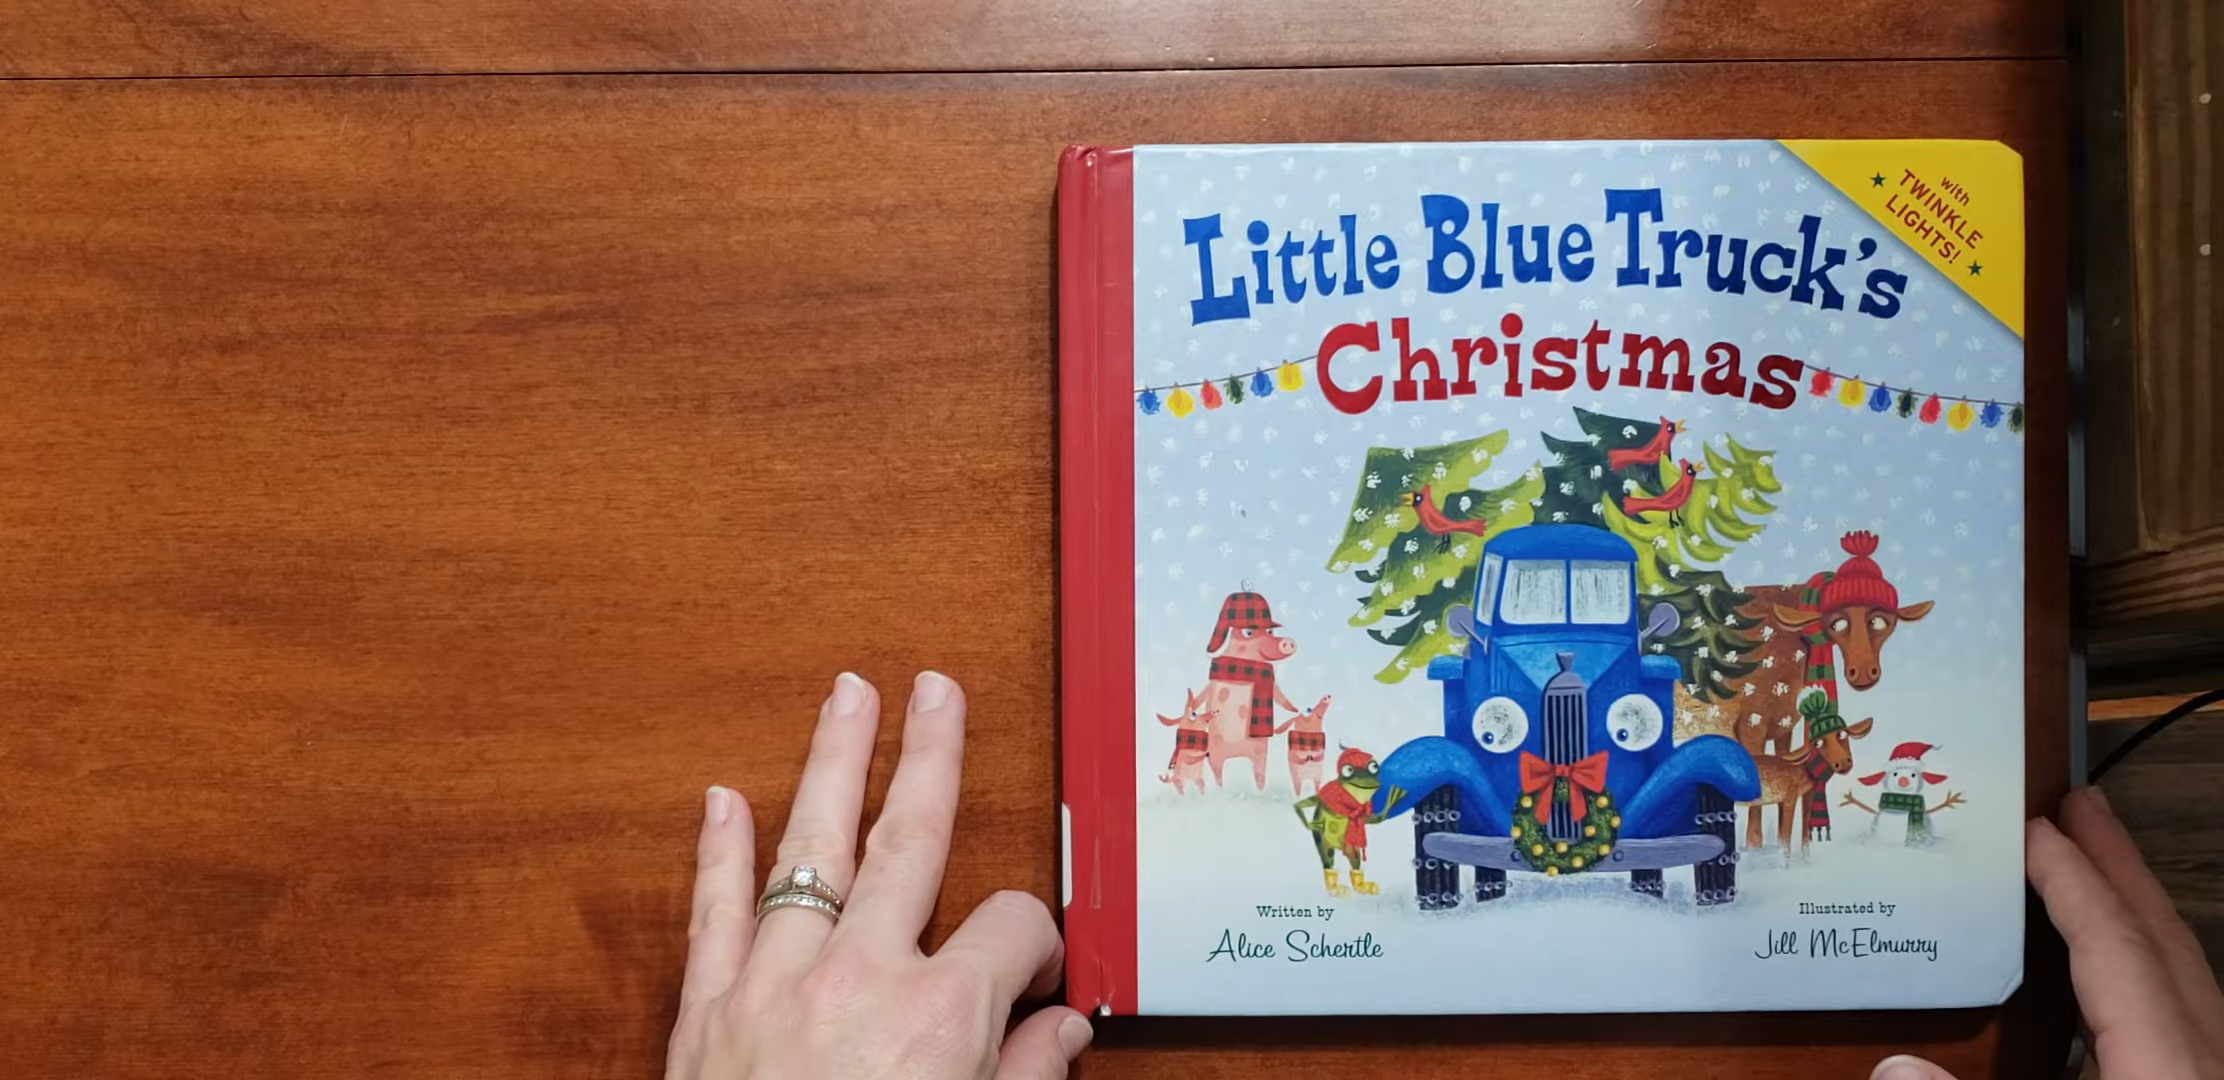 with
TWINKLE
LIGHTS!
Little Blue Truck's
Christmas
Written by
Alice Schertle
Illustrated by
Jill McElmurry